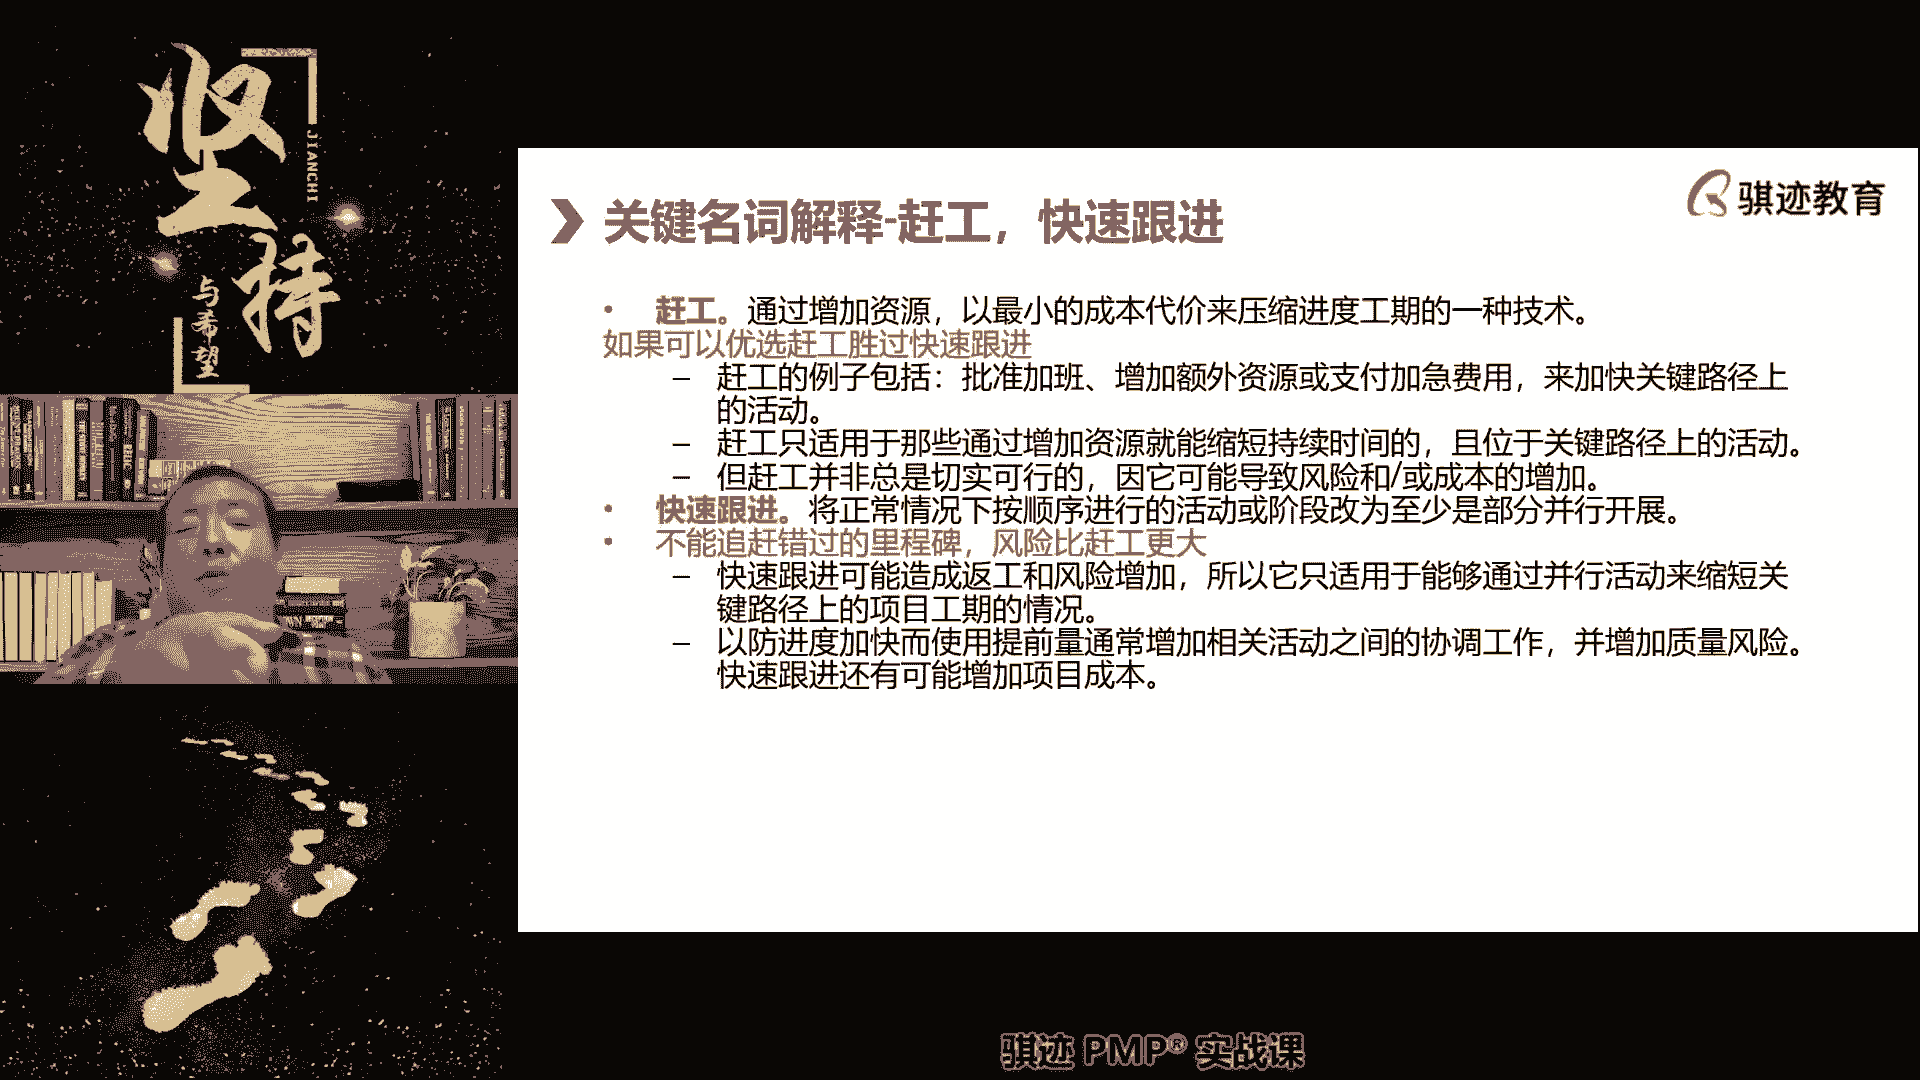 坚
持
JIANCHI
与希望
骐迹教育
关键名词解释-赶工，快速跟进
• 赶工。通过增加资源，以最小的成本代价来压缩进度工期的一种技术。
如果可以优选赶工胜过快速跟进
– 赶工的例子包括：批准加班、增加额外资源或支付加急费用，来加快关键路径上
的活动。
– 赶工只适用于那些通过增加资源就能缩短持续时间的，且位于关键路径上的活动。
– 但赶工并非总是切实可行的，因它可能导致风险和/或成本的增加。
• 快速跟进。将正常情况下按顺序进行的活动或阶段改为至少是部分并行开展。
• 不能追赶错过的里程碑，风险比赶工更大
– 快速跟进可能造成返工和风险增加，所以它只适用于能够通过并行活动来缩短关
键路径上的项目工期的情况。
– 以防进度加快而使用提前量通常增加相关活动之间的协调工作，并增加质量风险。
快速跟进还有可能增加项目成本。
骐迹 PMP® 实战课